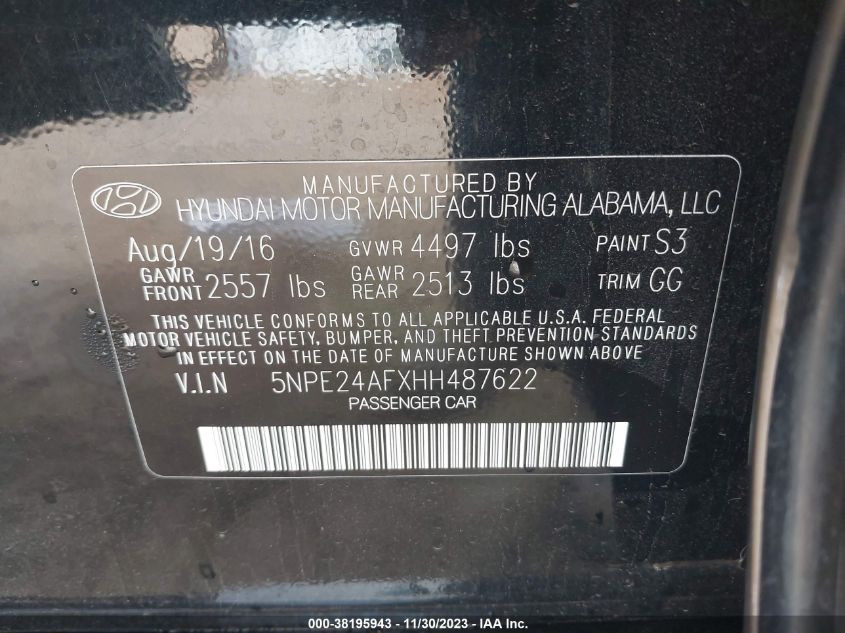 MANUFACTURED BY
HYUNDAI MOTOR MANUFACTURING ALABAMA, LLC
Aug/19/16 GVWR 4497 lbs PAINT S3
GAWR FRONT 2557 lbs GAWR REAR 2513 lbs TRIM GG
THIS VEHICLE CONFORMS TO ALL APPLICABLE U.S.A. FEDERAL
MOTOR VEHICLE SAFETY, BUMPER, AND THEFT PREVENTION STANDARDS
IN EFFECT ON THE DATE OF MANUFACTURE SHOWN ABOVE
V.I.N 5NPE24AFXHH487622
PASSENGER CAR
000-38195943 - 11/30/2023 - IAA Inc.